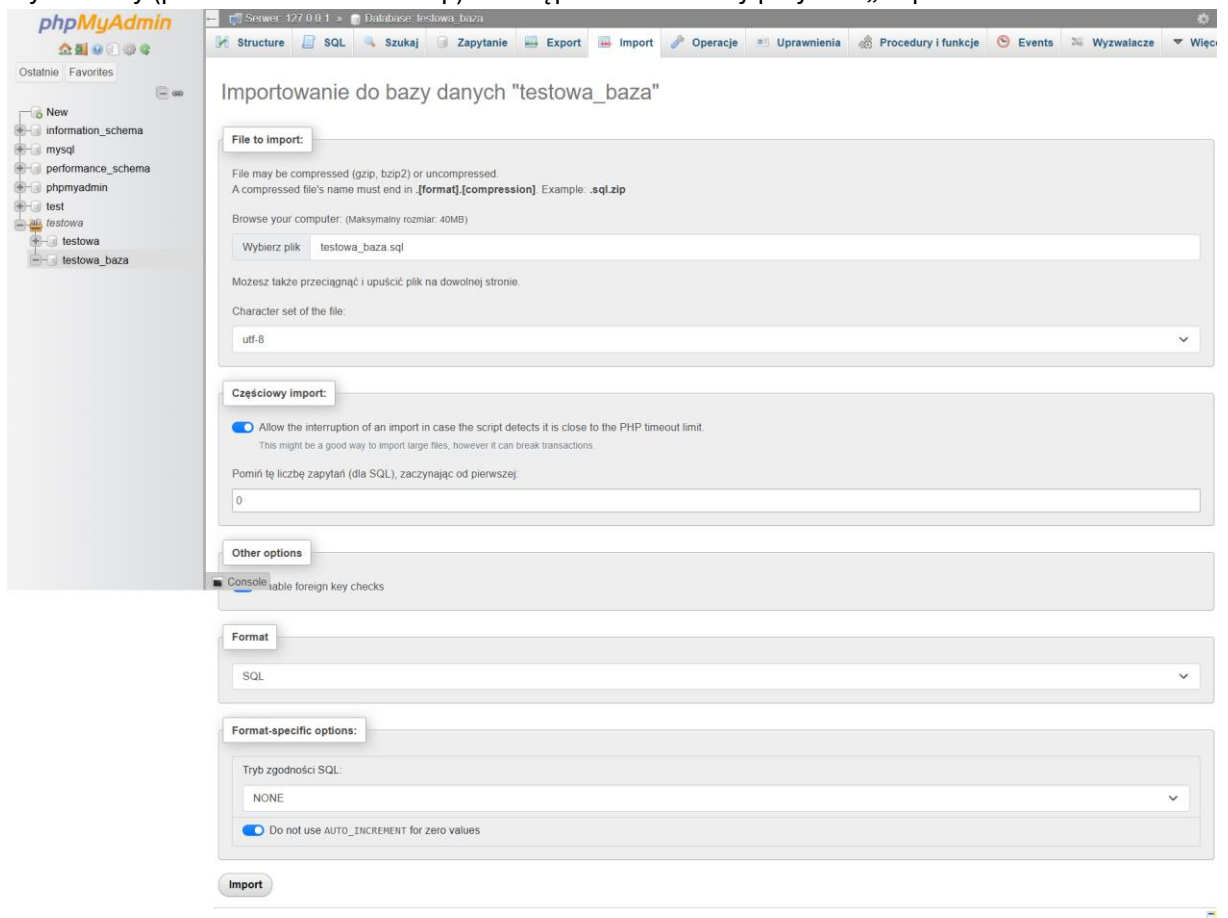 phpMyAdmin
Ostatnie Favorites
New
information_schema
mysql
performance_schema
phpmyadmin
test
testowa
testowa
testowa_baza
Serwer: 127.0.0.1 » Database: testowa_baza
Structure SQL Szukaj Zapytanie Export Import Operacje Uprawnienia Procedury i funkcje Events Wyzwalacze
Importowanie do bazy danych "testowa_baza"
File to import:
File may be compressed (gzip, bzip2) or uncompressed.
A compressed file's name must end in .[format].[compression]. Example: .sql.zip
Browse your computer: (Maksymalny rozmiar: 40MB)
Wybierz plik testowa_baza.sql
Możesz także przeciągnąć i upuścić plik na dowolnej stronie.
Character set of the file:
utf-8
Częściowy import:
Allow the interruption of an import in case the script detects it is close to the PHP timeout limit.
This might be a good way to import large files, however it can break transactions.
Pomiń tę liczbę zapytań (dla SQL), zaczynając od pierwszej:
0
Other options
Console
foreign key checks
Format
SQL
Format-specific options:
Tryb zgodności SQL:
NONE
Do not use AUTO_INCREMENT for zero values
Import